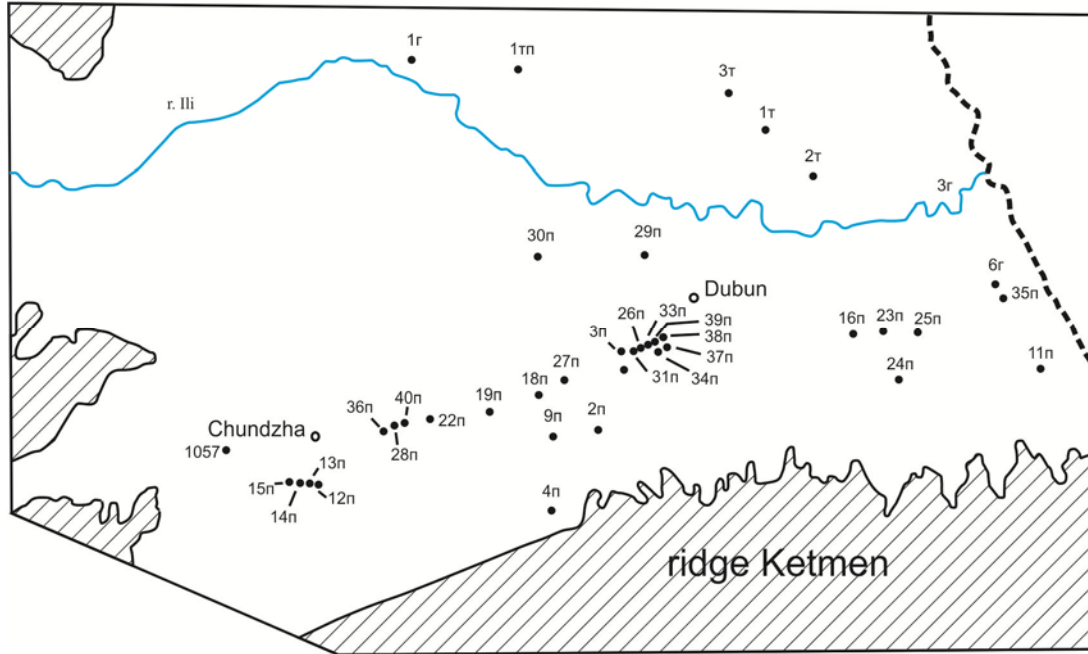 1г
1тп
3т
r. Ili
1т
2т
3г
30п
29п
6г
Dubun
35п
26п
33п
39п
16п
23п
25п
3п
38п
27п
37п
11п
31п
34п
24п
18п
19п
40п
36п
22п
9п
2п
Chundzha
28п
1057
13п
15п
12п
4п
14п
ridge Ketmen